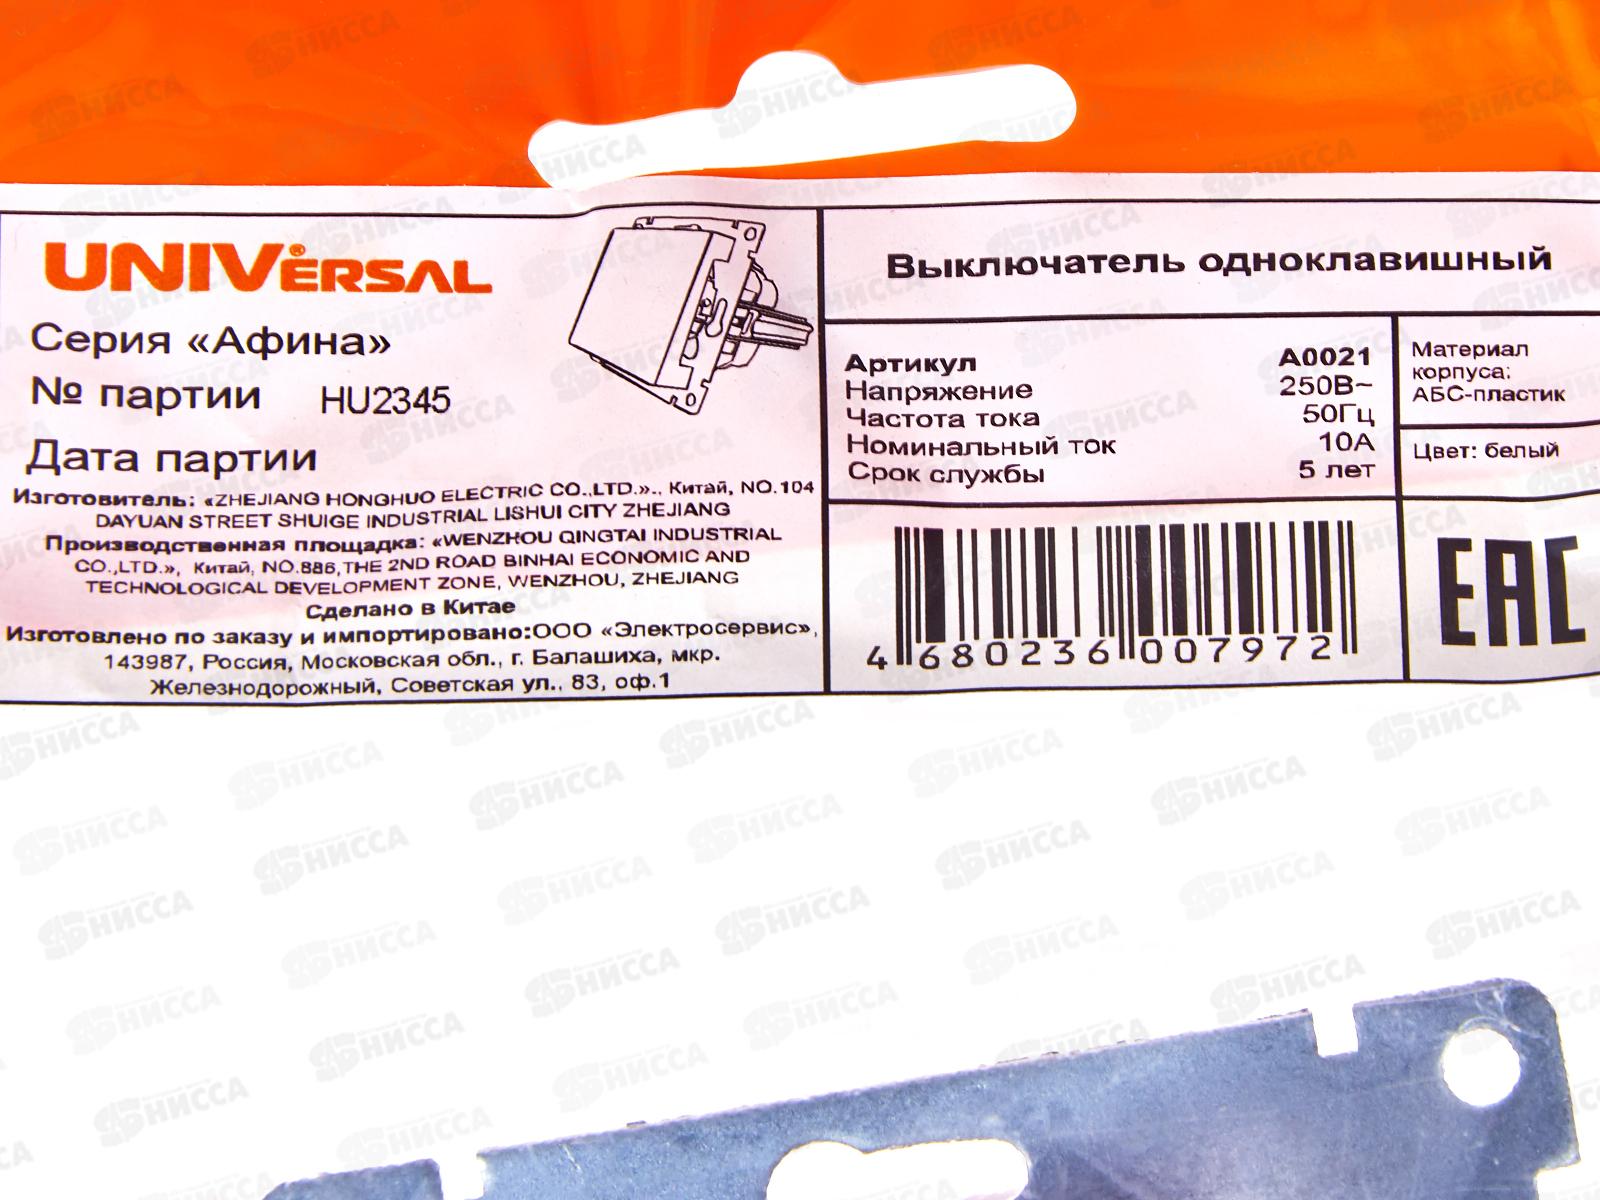 UNIVERSAL®
Серия «Афина»
№ партии HU2345
Дата партии
Изготовитель: «ZHEJIANG HONGHUO ELECTRIC CO.,LTD.»., Китай, NO.104
DAYUAN STREET SHUIGE INDUSTRIAL LISHUI CITY ZHEJIANG
Производственная площадка: «WENZHOU QINGTAI INDUSTRIAL
CO.,LTD.», Китай, NO.886,THE 2ND ROAD BINHAI ECONOMIC AND
TECHNOLOGICAL DEVELOPMENT ZONE, WENZHOU, ZHEJIANG
Сделано в Китае
Изготовлено по заказу и импортировано:ООО «Электросервис»,
143987, Россия, Московская обл., г. Балашиха, мкр.
Железнодорожный, Советская ул., 83, оф.1
Выключатель одноклавишный
Артикул A0021
Напряжение 250В~
Частота тока 50Гц
Номинальный ток 10А
Срок службы 5 лет
Материал
корпуса:
АБС-пластик
Цвет: белый
4 680236 007972
EAC
НИССА